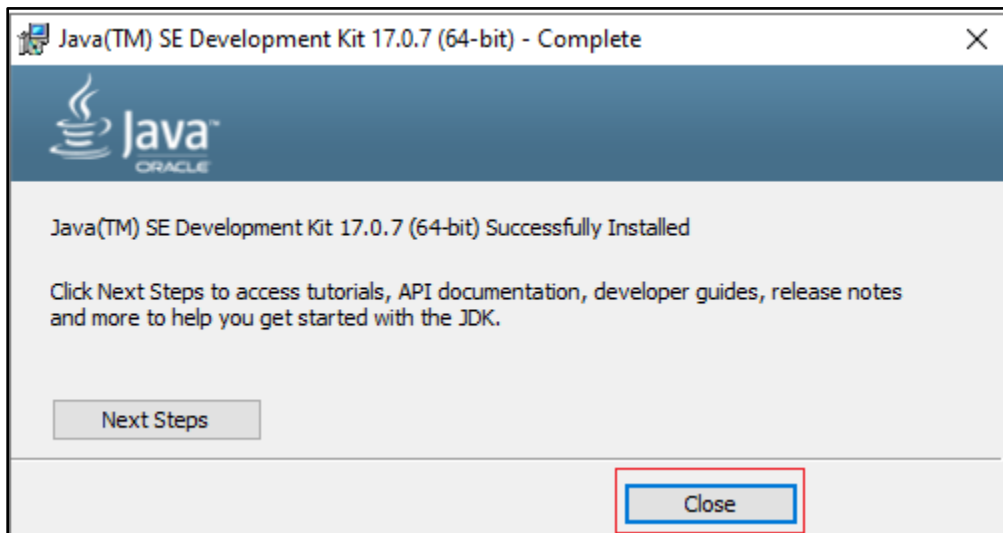 Java(TM) SE Development Kit 17.0.7 (64-bit) - Complete
Java™
ORACLE
Java(TM) SE Development Kit 17.0.7 (64-bit) Successfully Installed
Click Next Steps to access tutorials, API documentation, developer guides, release notes
and more to help you get started with the JDK.
Next Steps
Close